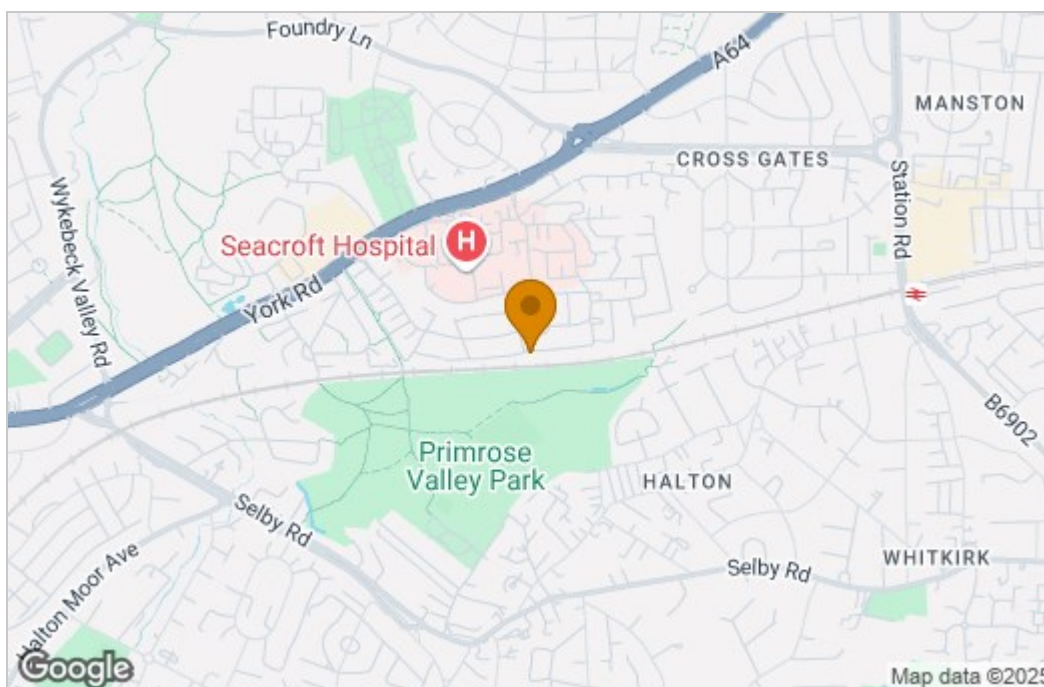 Foundry Ln
A64
MANSTON
CROSS GATES
Station Rd
Wykebeck Valley Rd
Seacroft Hospital
H
York Rd
B6902
Primrose
Valley Park
HALTON
Selby Rd
Selby Rd
WHITKIRK
Halton Moor Ave
Google
Map data ©2025